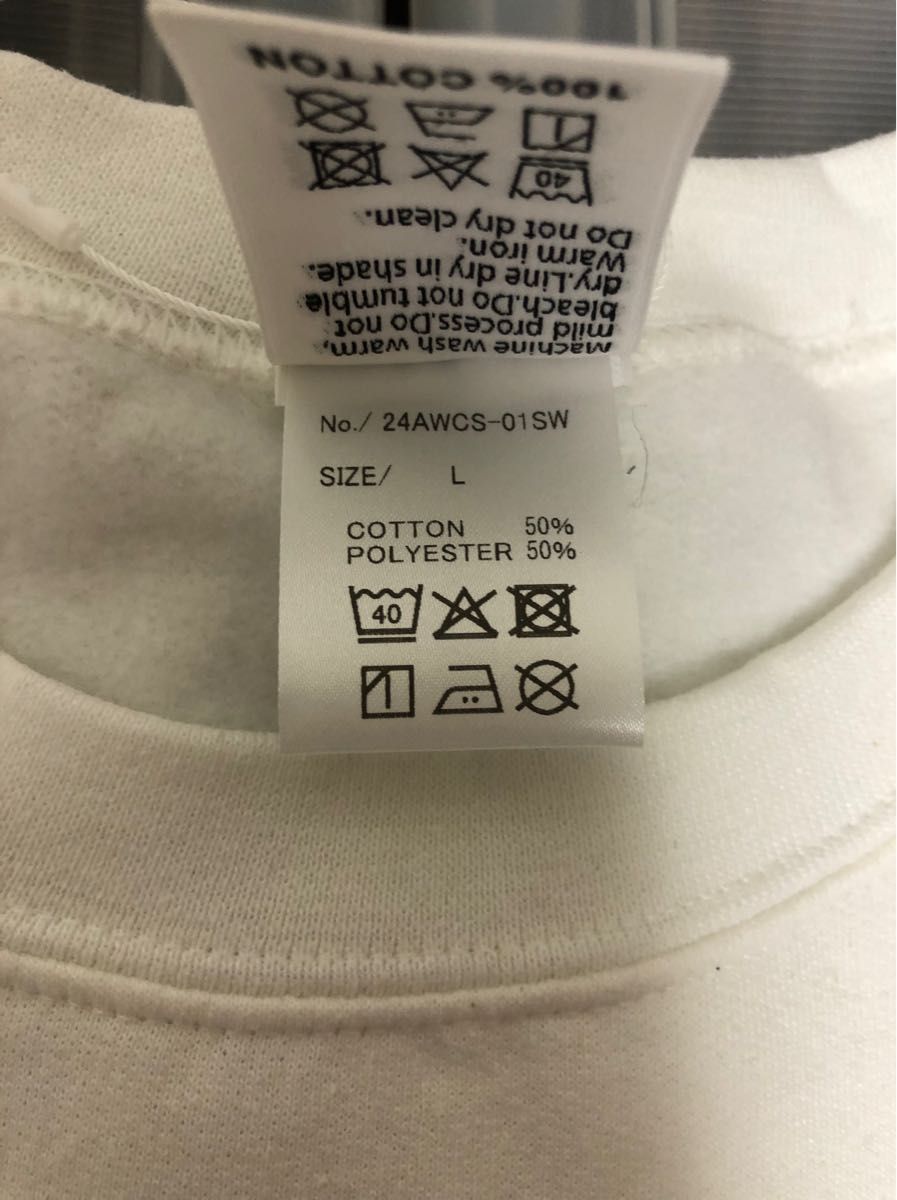 100% COTTON
40
Machine wash warm,
mild process.Do not
bleach.Do not tumble
dry.Line dry in shade.
Warm iron.
Do not dry clean.
No./ 24AWCS-01SW
SIZE/ L
COTTON 50%
POLYESTER 50%
40